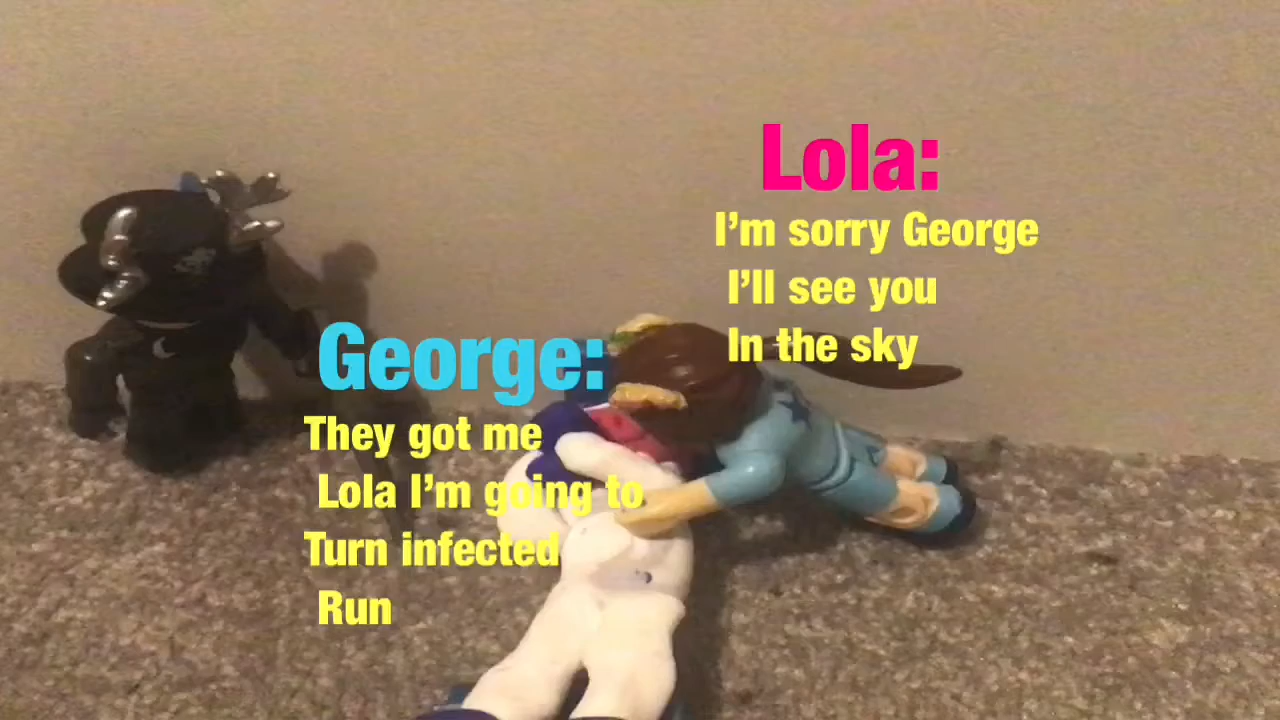 Lola:
I'm sorry George
I'll see you
In the sky
George:
They got me
Lola I'm going to
Turn infected
Run